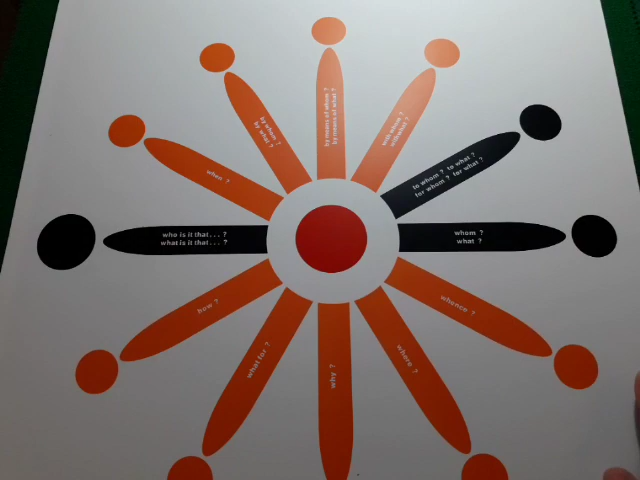 by means of whom ?
by means of what ?
with whom ?
with what ?
to whom ? to what ?
for whom ? for what ?
whom ?
what ?
whence ?
where ?
why ?
what for ?
how ?
who is it that . . . ?
what is it that . . . ?
when ?
by whom ?
by what ?